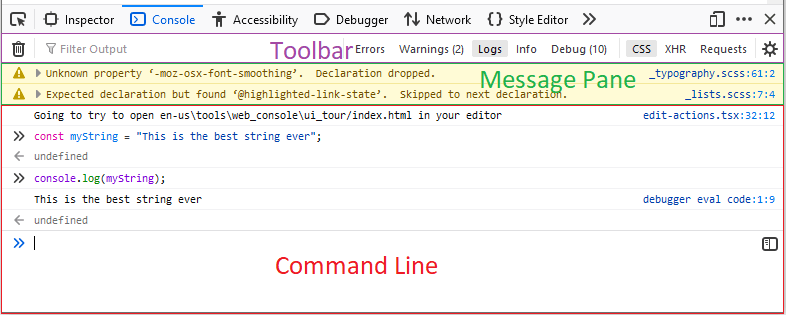 Inspector Console Accessibility Debugger Network Style Editor
Filter Output Toolbar Errors Warnings (2) Logs Info Debug (10) CSS XHR Requests
Unknown property ‘-moz-osx-font-smoothing’. Declaration dropped. _typography.scss:61:2
Message Pane
Expected declaration but found ‘@highlighted-link-state’. Skipped to next declaration. _lists.scss:7:4
Going to try to open en-us\tools\web_console\ui_tour/index.html in your editor edit-actions.tsx:32:12
const myString = "This is the best string ever";
undefined
console.log(myString);
This is the best string ever debugger eval code:1:9
undefined
Command Line